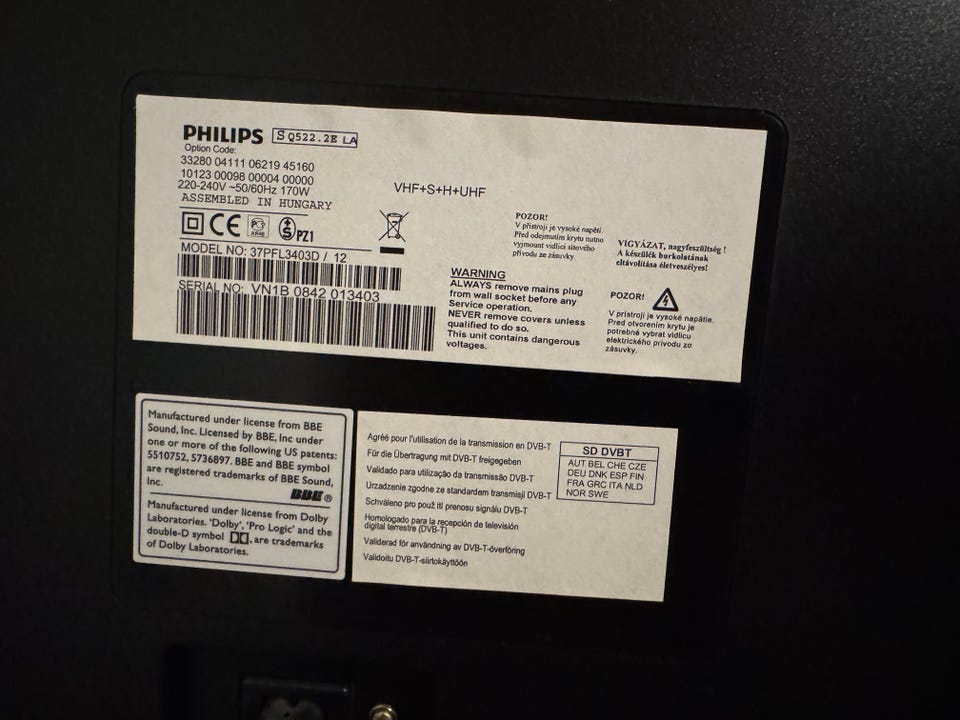 PHILIPS S Q522.2E LA
Option Code:
33280 04111 06219 45160
10123 00098 00004 00000
220-240V ~50/60Hz 170W
ASSEMBLED IN HUNGARY
CE
PZ1
MODEL NO: 37PFL3403D / 12
SERIAL NO: VN1B 0842 013403
VHF+S+H+UHF
WARNING
ALWAYS remove mains plug
from wall socket before any
Service operation.
NEVER remove covers unless
qualified to do so.
This unit contains dangerous
voltages.
POZOR!
V přístroji je vysoké napětí.
Před odejmutím krytu nutno
vyjmout vidlici síťového
přívodu ze zásuvky.
VIGYÁZAT, nagyfeszültség !
A készülék burkolatának
eltávolítása életveszélyes!
POZOR!
V prístroji je vysoké napätie.
Pred otvorením krytu je
potrebné vybrať vidlicu
elektrického prívodu zo
zásuvky.
Manufactured under license from BBE
Sound, Inc. Licensed by BBE, Inc under
one or more of the following US patents:
5510752, 5736897. BBE and BBE symbol
are registered trademarks of BBE Sound,
Inc.
BBE®
Manufactured under license from Dolby
Laboratories. 'Dolby', 'Pro Logic' and the
double-D symbol, are trademarks
of Dolby Laboratories.
Agréé pour l'utilisation de la transmission en DVB-T
Für die Übertragung mit DVB-T freigegeben
Validado para utilização da transmissão DVB-T
Urzadzenie zgodne ze standardem transmisji DVB-T
Schváleno pro použ ití prenosu signálu DVB-T
Homologado para la recepción de televisión
digital terrestre (DVB-T)
Validerad för användning av DVB-T-överföring
Validoitu DVB-T-siirtokäyttöön
SD DVBT
AUT BEL CHE CZE
DEU DNK ESP FIN
FRA GRC ITA NLD
NOR SWE